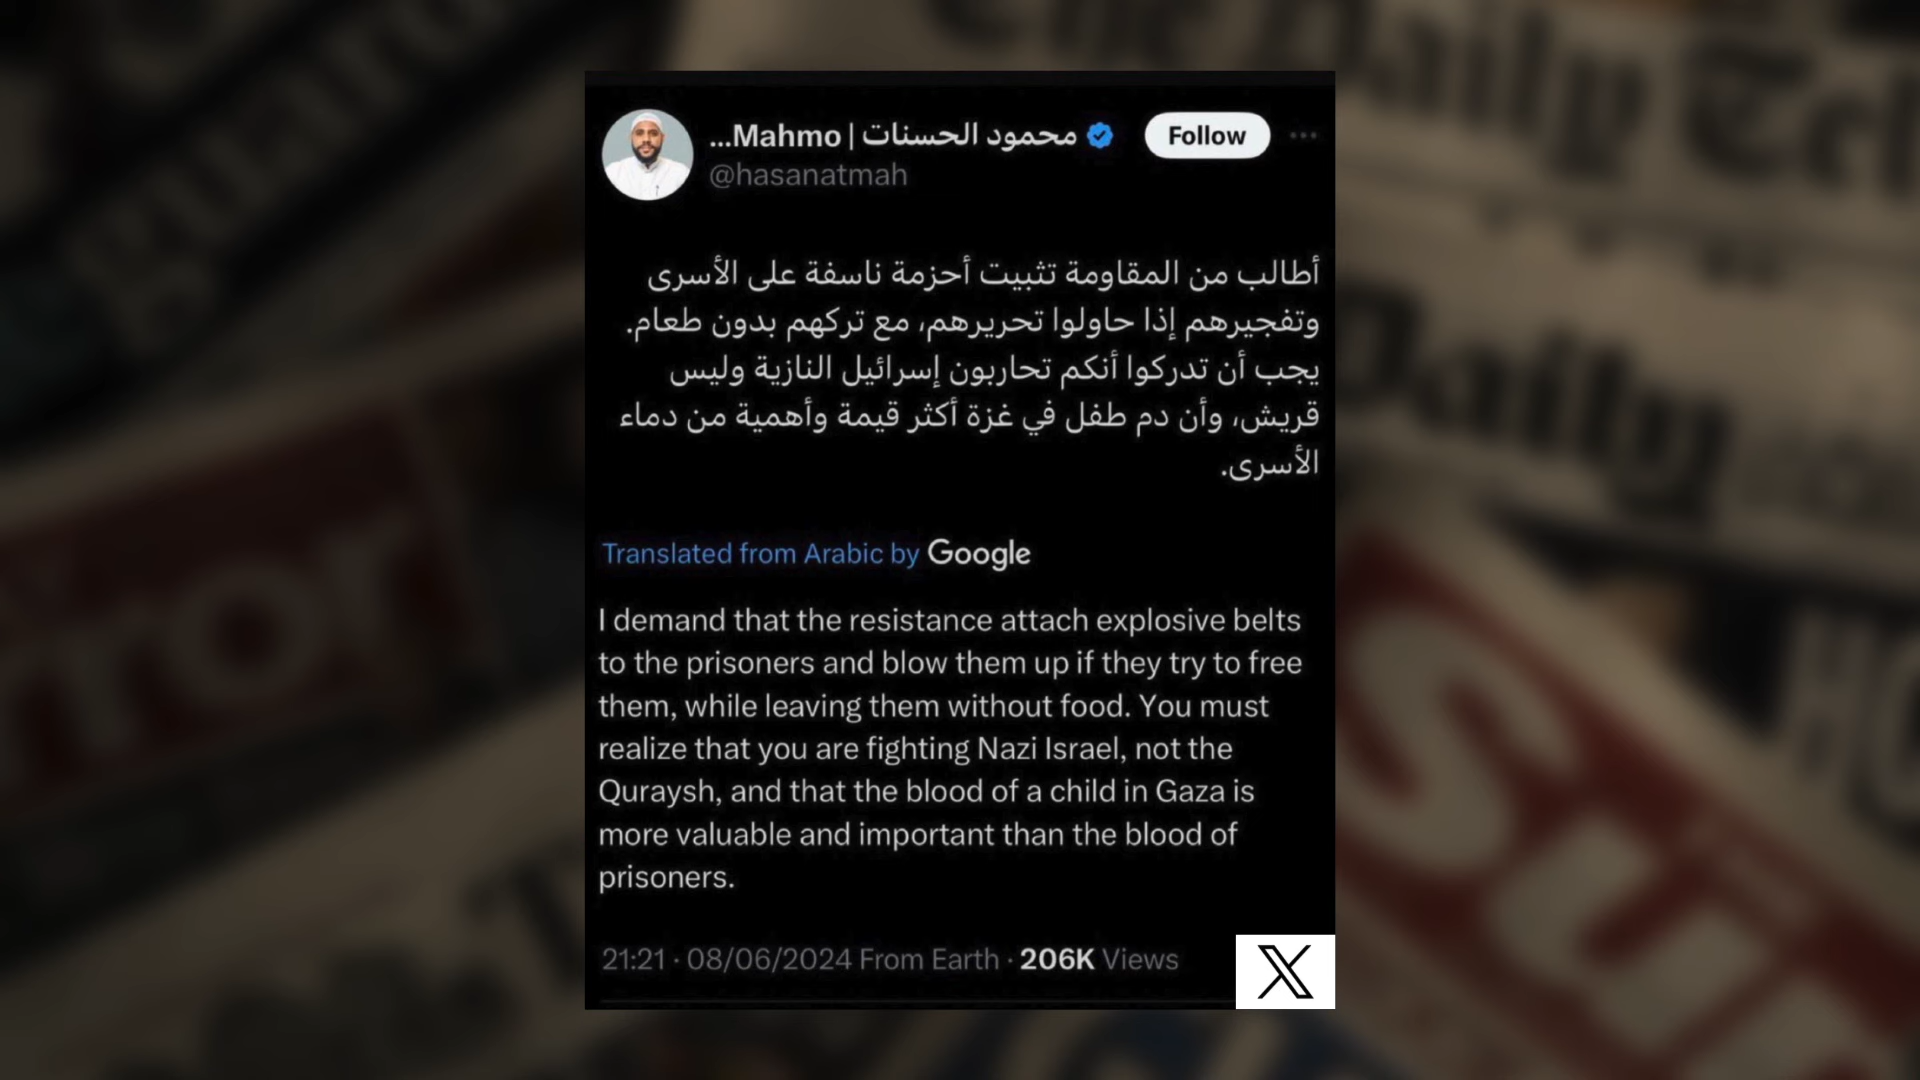 محمود الحسنات | Mahmo...
Follow
@hasanatmah
أطالب من المقاومة تثبيت أحزمة ناسفة على الأسرى
وتفجيرهم إذا حاولوا تحريرهم، مع تركهم بدون طعام.
يجب أن تدركوا أنكم تحاربون إسرائيل النازية وليس
قريش، وأن دم طفل في غزة أكثر قيمة وأهمية من دماء
الأسرى.
Translated from Arabic by Google
I demand that the resistance attach explosive belts
to the prisoners and blow them up if they try to free
them, while leaving them without food. You must
realize that you are fighting Nazi Israel, not the
Quraysh, and that the blood of a child in Gaza is
more valuable and important than the blood of
prisoners.
21:21 · 08/06/2024 From Earth · 206K Views
X
The Daily
Daily
Sun